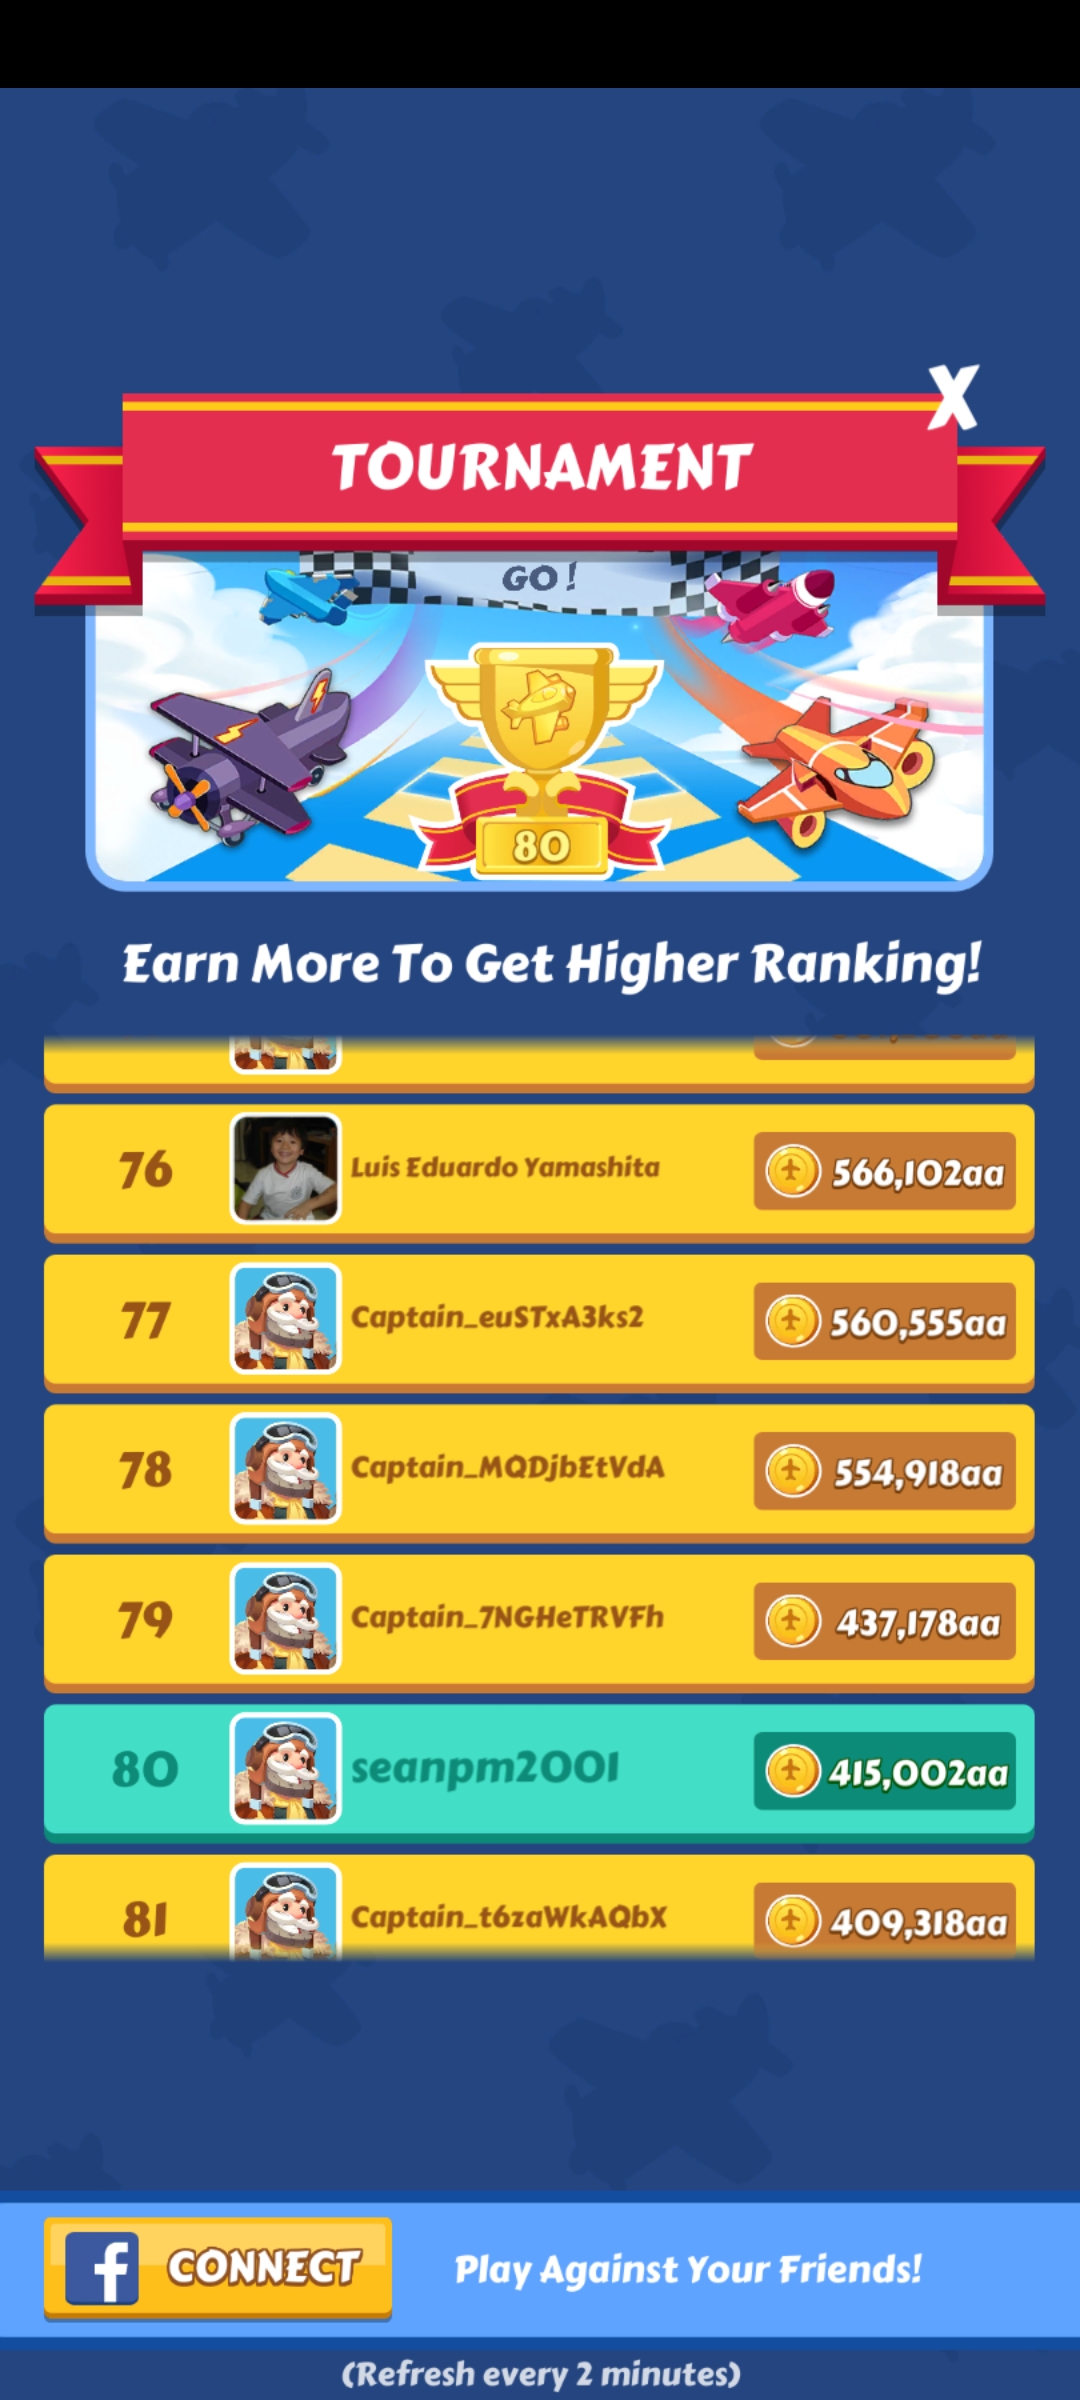 X
TOURNAMENT
GO!
80
Earn More To Get Higher Ranking!
76 Luis Eduardo Yamashita 566,102aa
77 Captain_euSTxA3ks2 560,555aa
78 Captain_MQDjbEtVdA 554,918aa
79 Captain_7NGHeTRVFh 437,178aa
80 seanpm2001 415,002aa
81 Captain_t6zaWkAQbX 409,318aa
f CONNECT Play Against Your Friends!
(Refresh every 2 minutes)